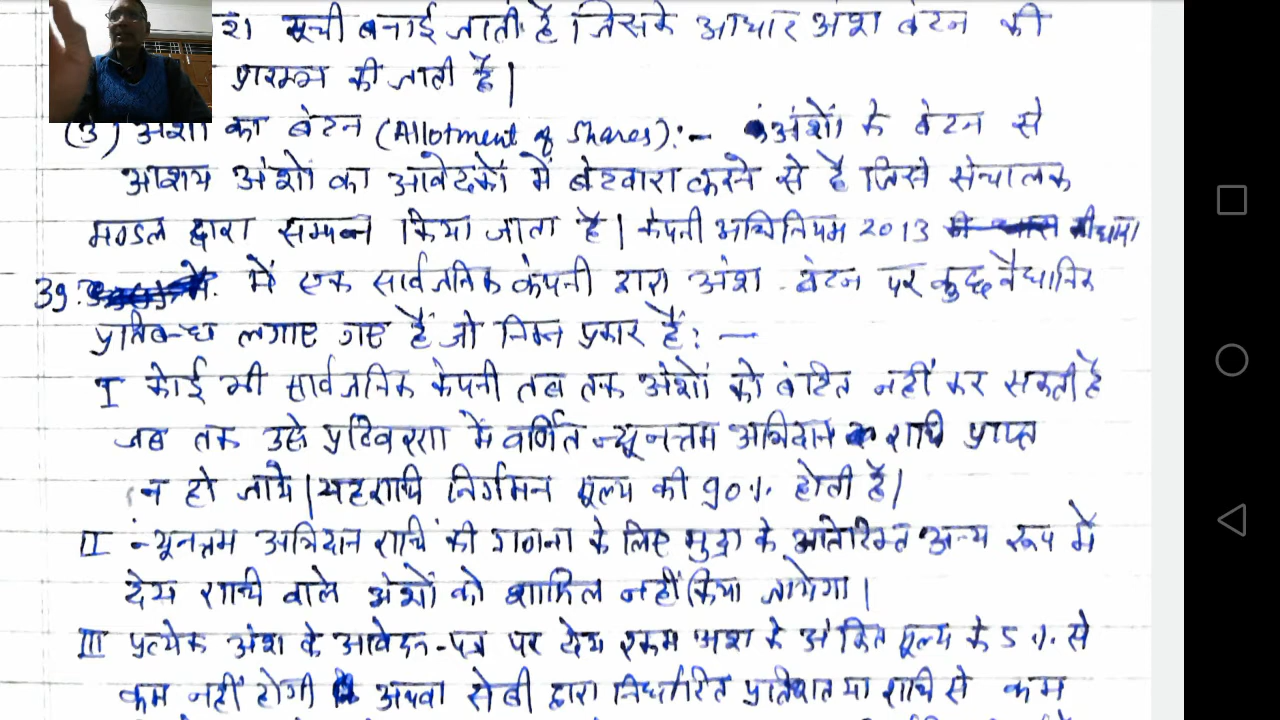 सूची बनाई जाती है जिसके आधार अंश बंटन की
प्रारम्भ की जाती है।
(3) अंशों का बंटन (Allotment of Shares):- अंशों के बंटन से
आशय अंशों का आवेदकों में बंटवारा करने से है जिसे संचालक
मण्डल द्वारा सम्पन्न किया जाता है। कंपनी अधिनियम 2013 की धारा
39 में एक सार्वजनिक कंपनी द्वारा अंश बंटन पर कुछ वैधानिक
प्रतिबन्ध लगाए गए हैं जो निम्न प्रकार हैं:—
I कोई भी सार्वजनिक कंपनी तब तक अंशों को बंटित नहीं कर सकती है
जब तक उसे प्रविवरण में वर्णित न्यूनतम अभिदान राशि प्राप्त
न हो जाये। यह राशि निर्गमन मूल्य की 90% होती है।
II न्यूनतम अभिदान राशि की गणना के लिए मुद्रा के अतिरिक्त अन्य रूप में
देय राशि वाले अंशों को शामिल नहीं किया जायेगा।
III प्रत्येक अंश के आवेदन-पत्र पर देय रकम अंश के अंकित मूल्य के 5% से
कम नहीं होगी अथवा सेबी द्वारा निर्धारित प्रतिशत या राशि से कम